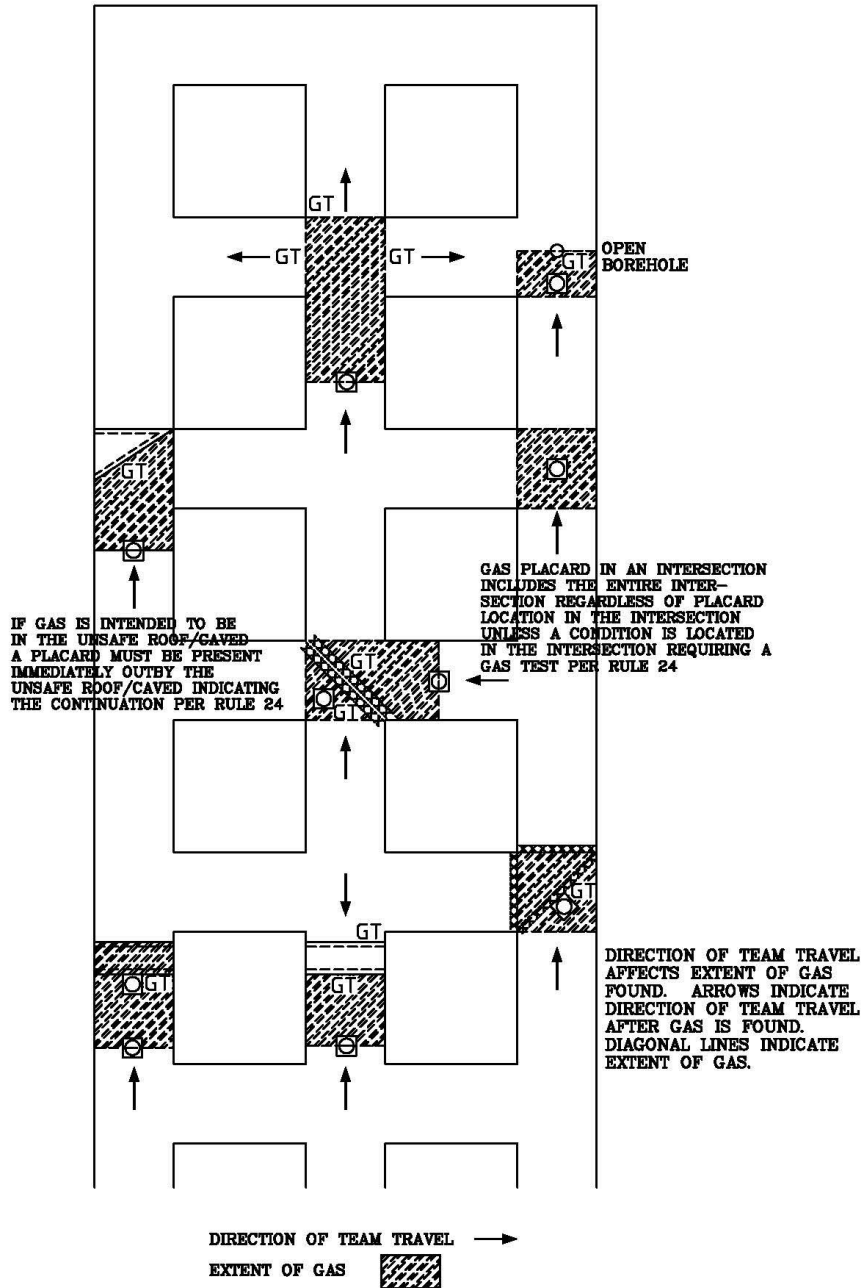 GT
GT
GT
OPEN
BOREHOLE
GT
GT
GAS PLACARD IN AN INTERSECTION
INCLUDES THE ENTIRE INTER-
SECTION REGARDLESS OF PLACARD
LOCATION IN THE INTERSECTION
UNLESS A CONDITION IS LOCATED
IN THE INTERSECTION REQUIRING A
GAS TEST PER RULE 24
IF GAS IS INTENDED TO BE
IN THE UNSAFE ROOF/CAVED
A PLACARD MUST BE PRESENT
IMMEDIATELY OUTBY THE
UNSAFE ROOF/CAVED INDICATING
THE CONTINUATION PER RULE 24
GT
GT
GT
GT
GT
GT
DIRECTION OF TEAM TRAVEL
AFFECTS EXTENT OF GAS
FOUND. ARROWS INDICATE
DIRECTION OF TEAM TRAVEL
AFTER GAS IS FOUND.
DIAGONAL LINES INDICATE
EXTENT OF GAS.
DIRECTION OF TEAM TRAVEL
EXTENT OF GAS